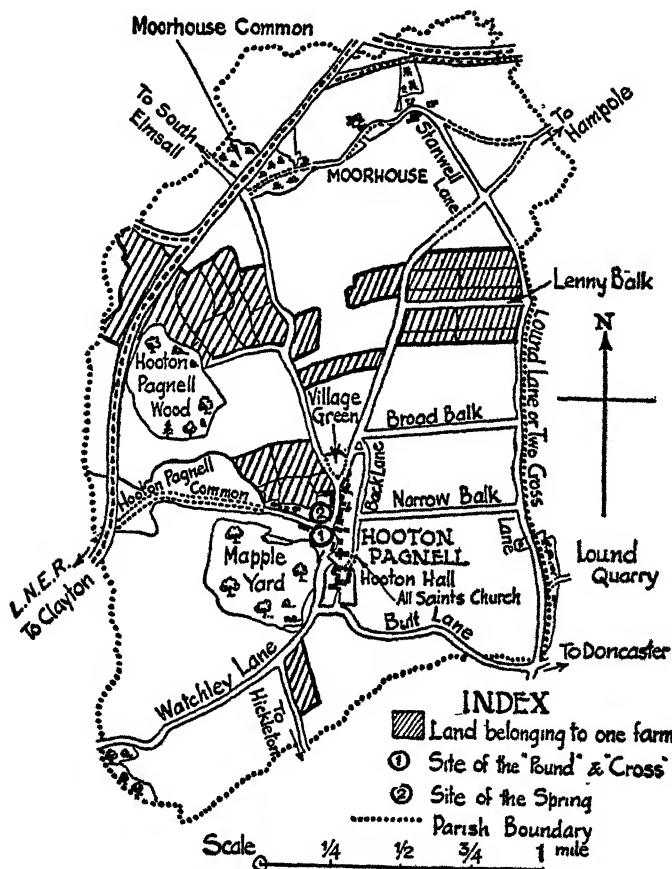 Moorhouse Common
To South
Elmsall
To
Hampole
MOORHOUSE
Stanwell
Lane
Lenny Balk
Lound Lane or Two Cross
Lane
N
Hooton
Pagnell
Wood
Village
Green
Broad Balk
Back Lane
Hooton Pagnell
Common
Narrow Balk
2
1
HOOTON
PAGNELL
Mapple
Yard
Hooton Hall
All Saints Church
Lound
Quarry
L.N.E.R.
To Clayton
Butt Lane
To Doncaster
Watchley Lane
To
Hickleton
INDEX
Land belonging to one farm
1 Site of the "Pound" & "Cross"
2 Site of the Spring
Parish Boundary
Scale 1/4 1/2 3/4 1
mile